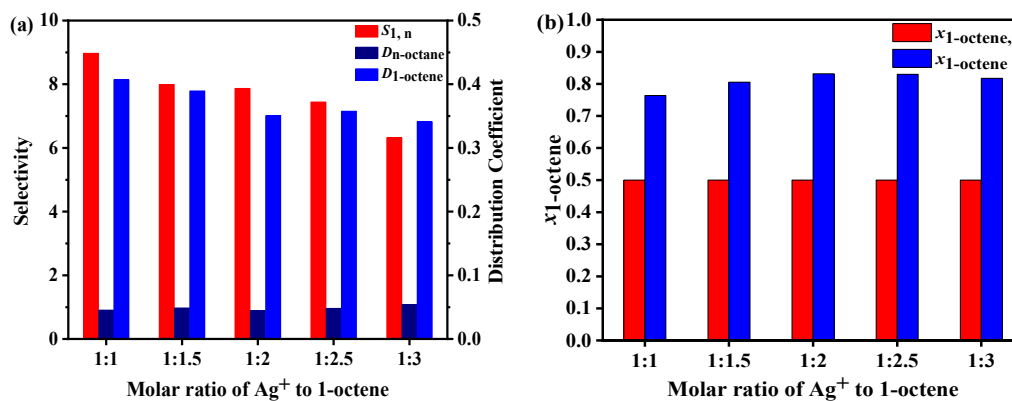 (a)
S1, n
Dn-octane
D1-octene
Selectivity
10
8
6
4
2
0
Distribution Coefficient
0.5
0.4
0.3
0.2
0.1
0.0
1:1 1:1.5 1:2 1:2.5 1:3
Molar ratio of Ag+ to 1-octene
(b)
x1-octene,
x1-octene
x1-octene
1.0
0.9
0.8
0.7
0.6
0.5
0.4
0.3
0.2
0.1
0.0
1:1 1:1.5 1:2 1:2.5 1:3
Molar ratio of Ag+ to 1-octene